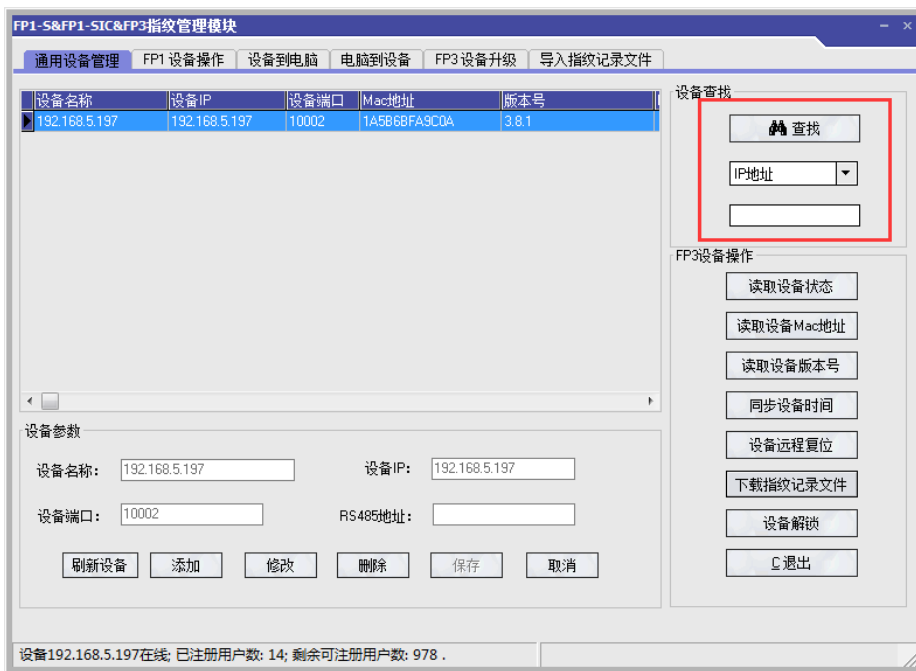 FP1-S&FP1-SIC&FP3指纹管理模块
通用设备管理 FP1设备操作 设备到电脑 电脑到设备 FP3设备升级 导入指纹记录文件
设备名称 设备IP 设备端口 Mac地址 版本号
192.168.5.197 192.168.5.197 10002 1A5B6BFA9C0A 3.8.1
设备查找
查找
IP地址
FP3设备操作
读取设备状态
读取设备Mac地址
读取设备版本号
同步设备时间
设备远程复位
下载指纹记录文件
设备解锁
C退出
设备参数
设备名称: 192.168.5.197 设备IP: 192.168.5.197
设备端口: 10002 RS485地址:
刷新设备 添加 修改 删除 保存 取消
设备192.168.5.197在线; 已注册用户数: 14; 剩余可注册用户数: 978 .